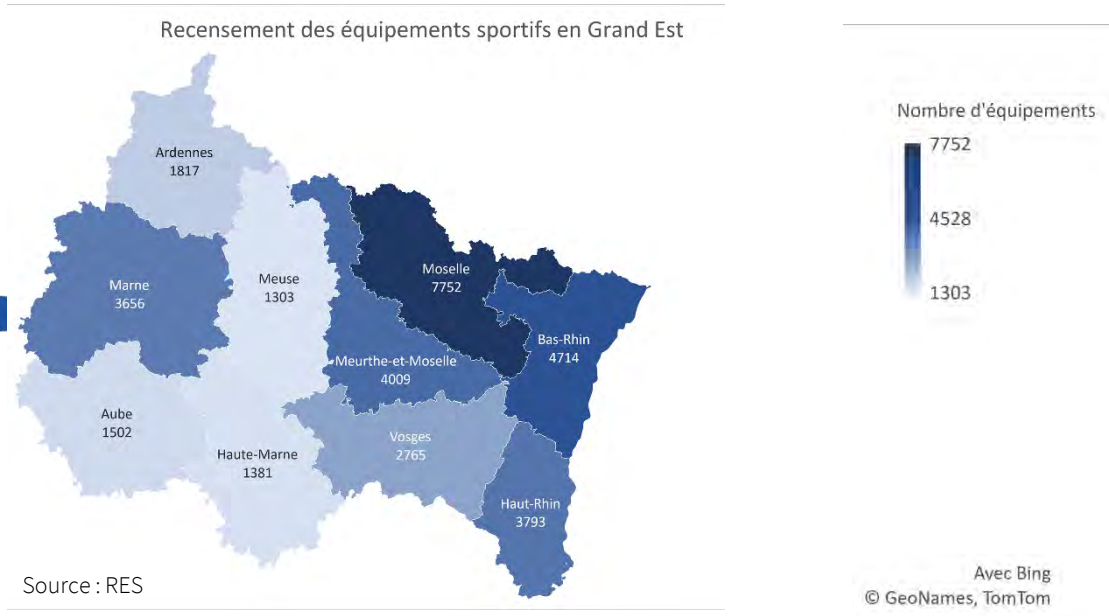 Recensement des équipements sportifs en Grand Est
Ardennes
1817
Marne
3656
Meuse
1303
Moselle
7752
Bas-Rhin
4714
Meurthe-et-Moselle
4009
Aube
1502
Haute-Marne
1381
Vosges
2765
Haut-Rhin
3793
Source : RES
Nombre d'équipements
7752
4528
1303
Avec Bing
© GeoNames, TomTom